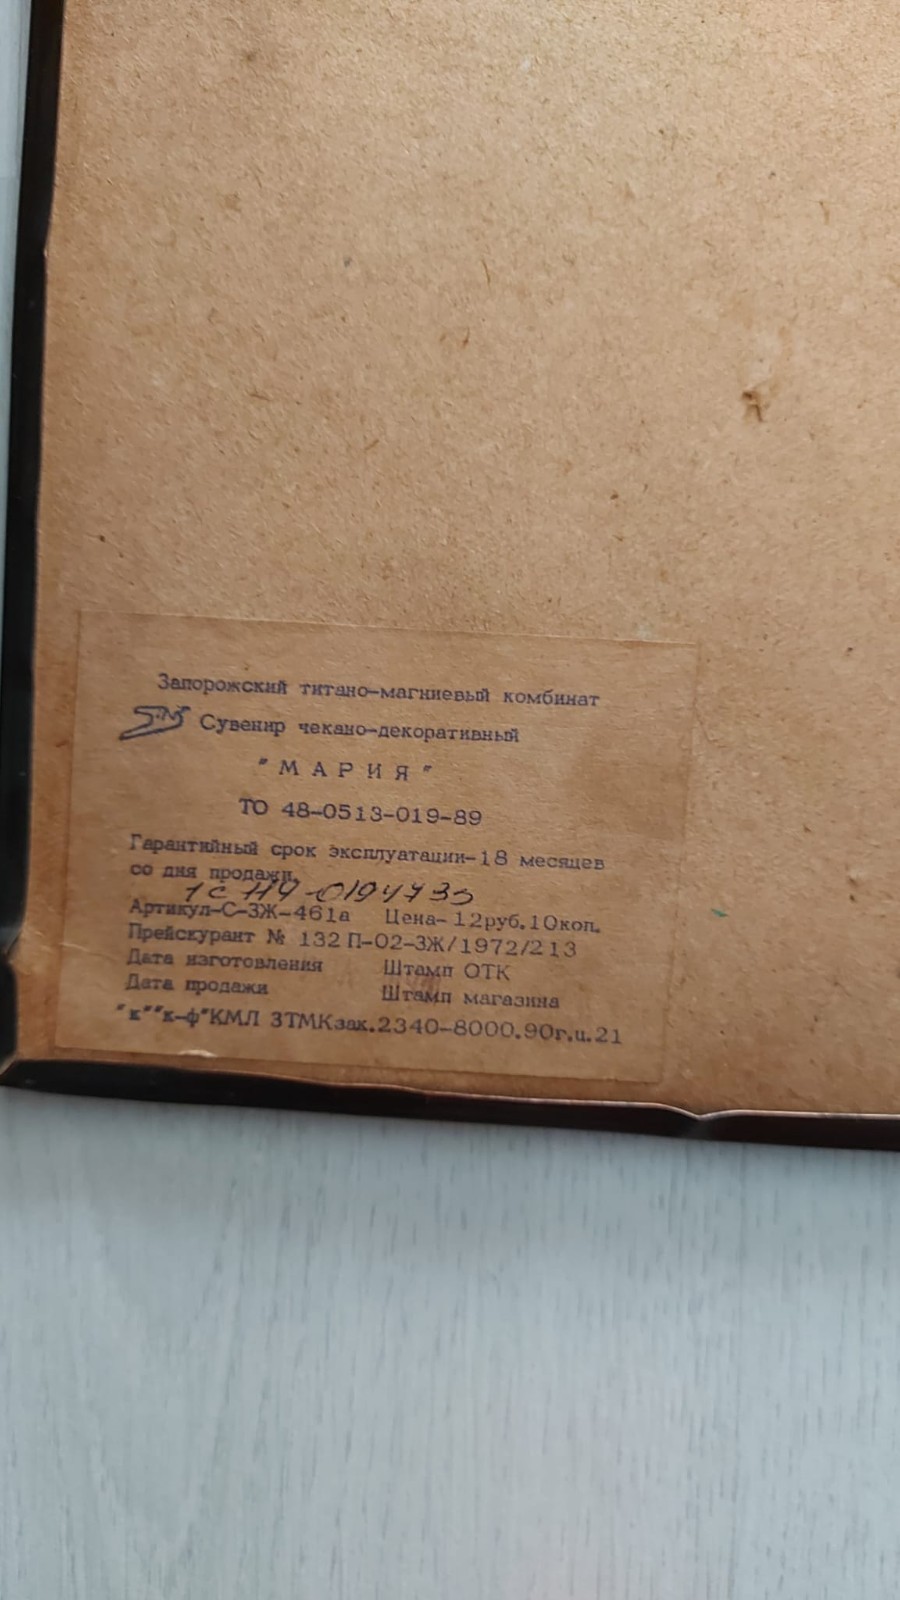 Запорожский титано-магниевый комбинат
Сувенир чекано-декоративный
"МАРИЯ"
ТО 48-0513-019-89
Гарантийный срок эксплуатации-18 месяцев
со дня продажи.
Артикул-С-ЗЖ-461а Цена- 12руб.10коп.
Прейскурант № 132 П-02-ЗЖ/1972/213
Дата изготовления Штамп ОТК
Дата продажи Штамп магазина
"к""к-ф"КМЛ ЗТМКзак.2340-8000.90г.ц.21